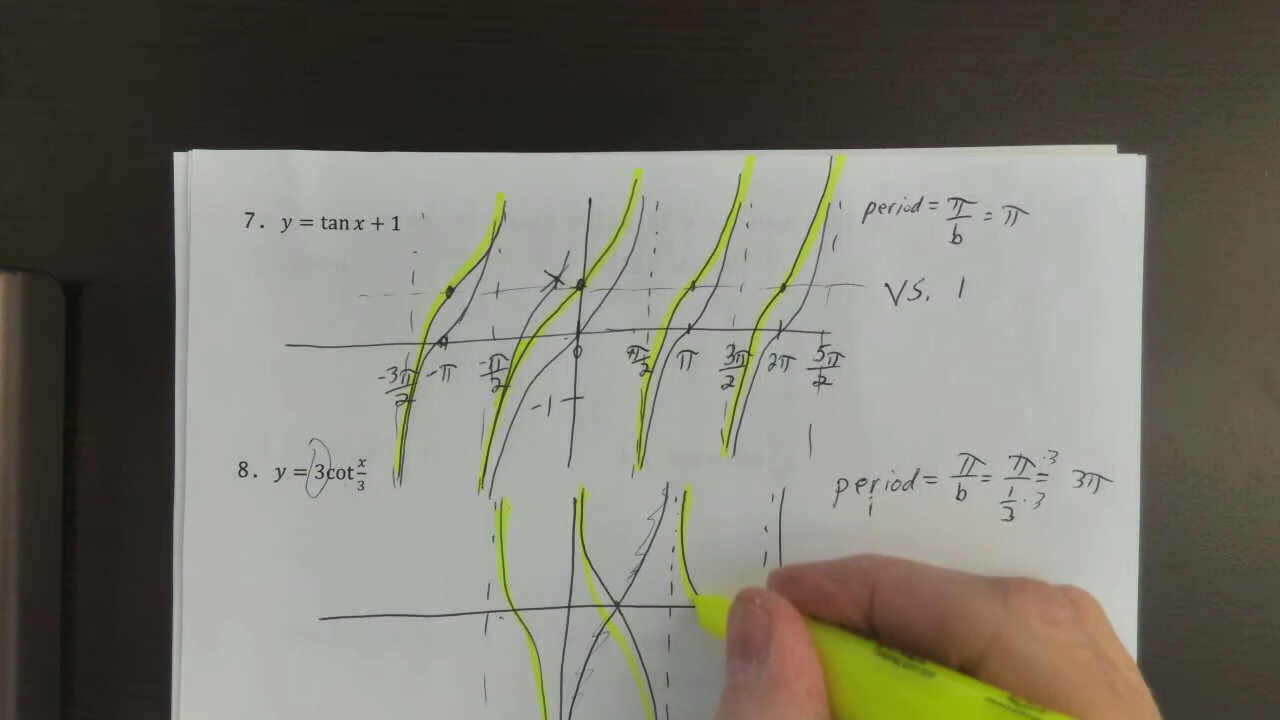 7. y = tan x + 1
period = π/b = π
VS. 1
-3π/2 -π -π/2 0 π/2 π 3π/2 2π 5π/2
-1
8. y = 3cot x/3
period = π/b = π·3/(1/3 ·3) = 3π